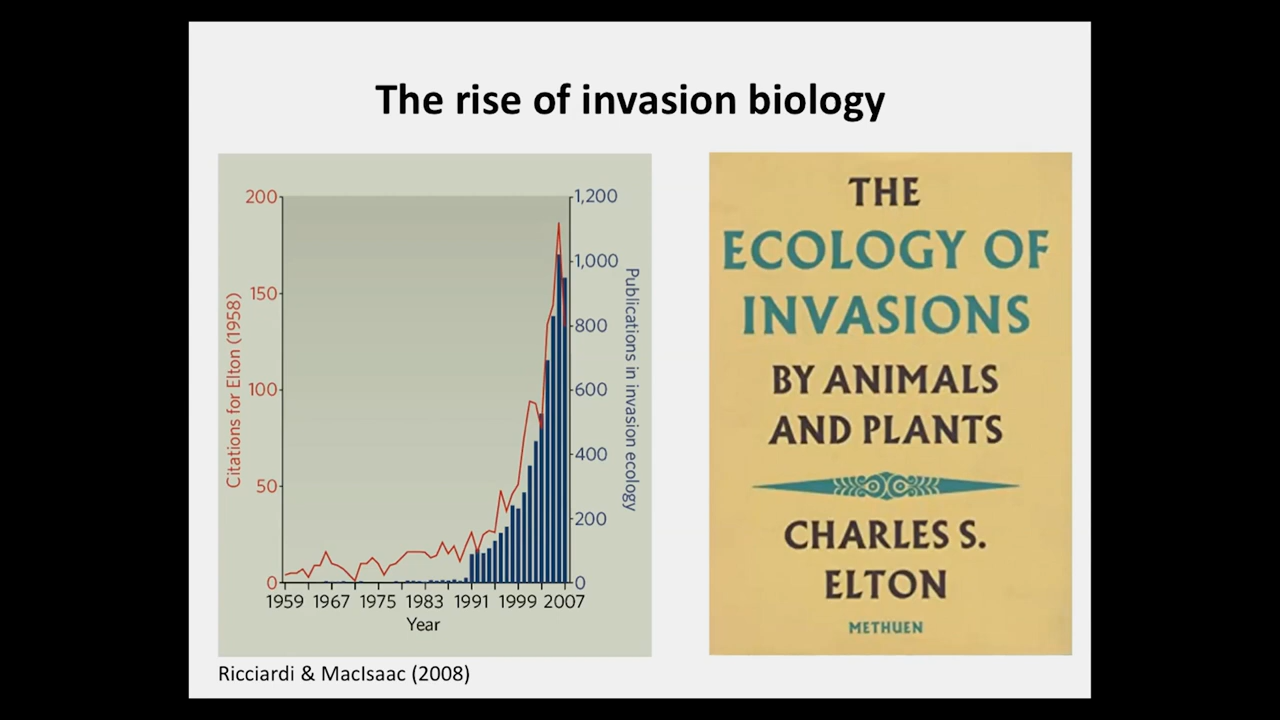 The rise of invasion biology
Citations for Elton (1958)
200
150
100
50
0
1,200
1,000
800
600
400
200
0
Publications in invasion ecology
1959 1967 1975 1983 1991 1999 2007
Year
Ricciardi & MacIsaac (2008)
THE
ECOLOGY OF
INVASIONS
BY ANIMALS
AND PLANTS
CHARLES S.
ELTON
METHUEN